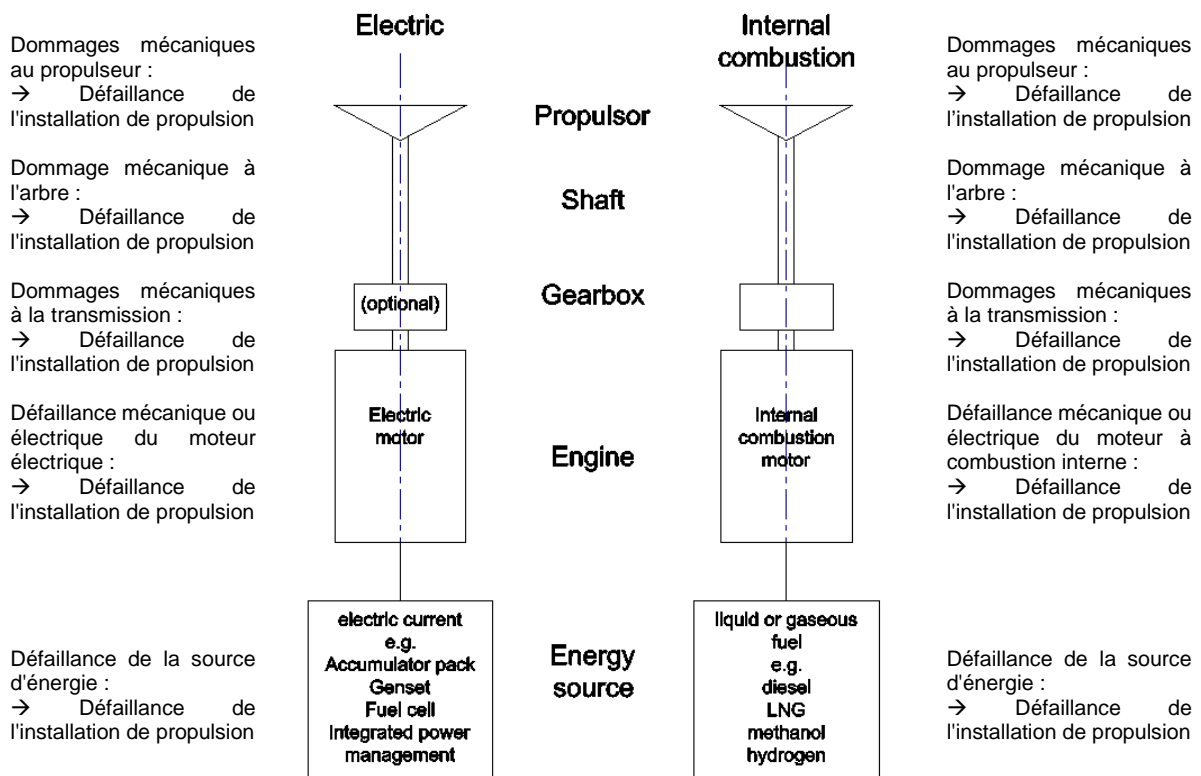 Electric
Internal
combustion
Dommages mécaniques
au propulseur :
→ Défaillance de
l'installation de propulsion
Propulsor
Dommages mécaniques
au propulseur :
→ Défaillance de
l’installation de propulsion
Dommage mécanique à
l'arbre :
→ Défaillance de
l'installation de propulsion
Shaft
Dommage mécanique à
l'arbre :
→ Défaillance de
l'installation de propulsion
Dommages mécaniques
à la transmission :
→ Défaillance de
l'installation de propulsion
(optional)
Gearbox
Dommages mécaniques
à la transmission :
→ Défaillance de
l'installation de propulsion
Défaillance mécanique ou
électrique du moteur
électrique :
→ Défaillance de
l'installation de propulsion
Electric
motor
Engine
Internal
combustion
motor
Défaillance mécanique ou
électrique du moteur à
combustion interne :
→ Défaillance de
l'installation de propulsion
Défaillance de la source
d'énergie :
→ Défaillance de
l'installation de propulsion
electric current
e.g.
Accumulator pack
Genset
Fuel cell
Integrated power
management
Energy
source
liquid or gaseous
fuel
e.g.
diesel
LNG
methanol
hydrogen
Défaillance de la source
d'énergie :
→ Défaillance de
l'installation de propulsion